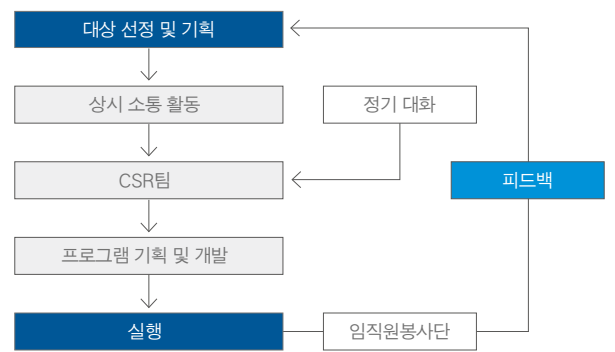 대상 선정 및 기획
상시 소통 활동
정기 대화
CSR팀
피드백
프로그램 기획 및 개발
실행
임직원봉사단